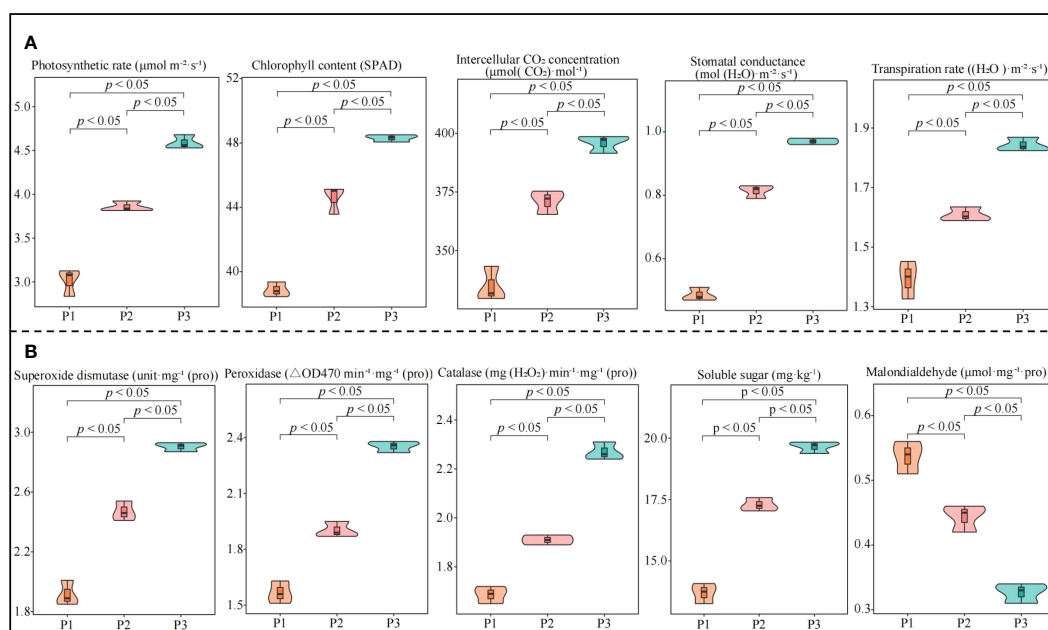 A
Photosynthetic rate (μmol m⁻²·s⁻¹)
p < 0.05
p < 0.05
p < 0.05
5.0
4.5
4.0
3.5
3.0
P1 P2 P3
Chlorophyll content (SPAD)
52
p < 0.05
p < 0.05
p < 0.05
48
44
40
P1 P2 P3
Intercellular CO₂ concentration
(μmol( CO₂)·mol⁻¹)
p < 0.05
p < 0.05
p < 0.05
400
375
350
P1 P2 P3
Stomatal conductance
mol (H₂O)·m⁻²·s⁻¹)
p < 0.05
p < 0.05
p < 0.05
1.0
0.8
0.6
P1 P2 P3
Transpiration rate ((H₂O )·m⁻²·s⁻¹)
p < 0.05
p < 0.05
p < 0.05
1.9
1.7
1.5
1.3
P1 P2 P3
B
Superoxide dismutase (unit·mg⁻¹ (pro))
p < 0.05
p < 0.05
p < 0.05
3.0
2.6
2.2
1.8
P1 P2 P3
Peroxidase (△OD470 min⁻¹·mg⁻¹ (pro))
p < 0.05
p < 0.05
p < 0.05
2.4
2.1
1.9
1.8
1.5
P1 P2 P3
Catalase (mg (H₂O₂)·min⁻¹·mg⁻¹ (pro))
2.4
p < 0.05
p < 0.05
p < 0.05
2.2
2.0
1.8
P1 P2 P3
Soluble sugar (mg·kg⁻¹)
p < 0.05
p < 0.05
p < 0.05
20.0
17.5
15.0
P1 P2 P3
Malondialdehyde (μmol·mg⁻¹·pro)
0.6
p < 0.05
p < 0.05
p < 0.05
0.5
0.4
0.3
P1 P2 P3